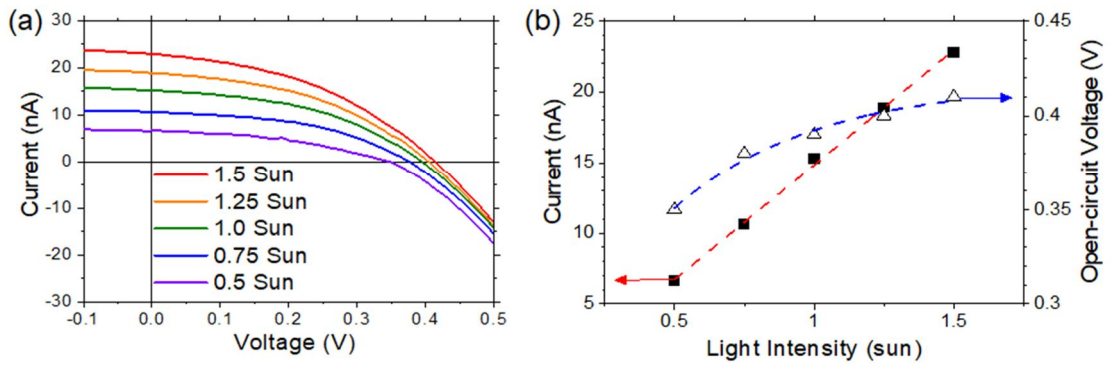 (a)
30
20
10
0
-10
-20
-30
Current (nA)
1.5 Sun
1.25 Sun
1.0 Sun
0.75 Sun
0.5 Sun
-0.1 0.0 0.1 0.2 0.3 0.4 0.5
Voltage (V)
(b)
25
20
15
10
5
Current (nA)
0.45
0.4
0.35
0.3
Open-circuit Voltage (V)
0.5 1 1.5
Light Intensity (sun)